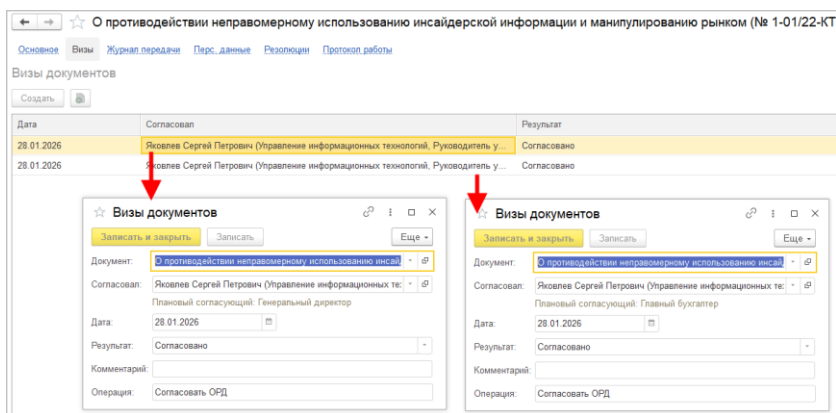 О противодействии неправомерному использованию инсайдерской информации и манипулированию рынком (№ 1-01/22-КТ
Основное Визы Журнал передачи Перс. данные Резолюции Протокол работы
Визы документов
Создать
Дата Согласовал Результат
28.01.2026 Яковлев Сергей Петрович (Управление информационных технологий, Руководитель у... Согласовано
28.01.2026 Яковлев Сергей Петрович (Управление информационных технологий, Руководитель у... Согласовано
Визы документов
Записать и закрыть Записать Еще
Документ: О противодействии неправомерному использованию инсай
Согласовал: Яковлев Сергей Петрович (Управление информационных те
Плановый согласующий: Генеральный директор
Дата: 28.01.2026
Результат: Согласовано
Комментарий:
Операция: Согласовать ОРД
Визы документов
Записать и закрыть Записать Еще
Документ: О противодействии неправомерному использованию инсай
Согласовал: Яковлев Сергей Петрович (Управление информационных те
Плановый согласующий: Главный бухгалтер
Дата: 28.01.2026
Результат: Согласовано
Комментарий:
Операция: Согласовать ОРД